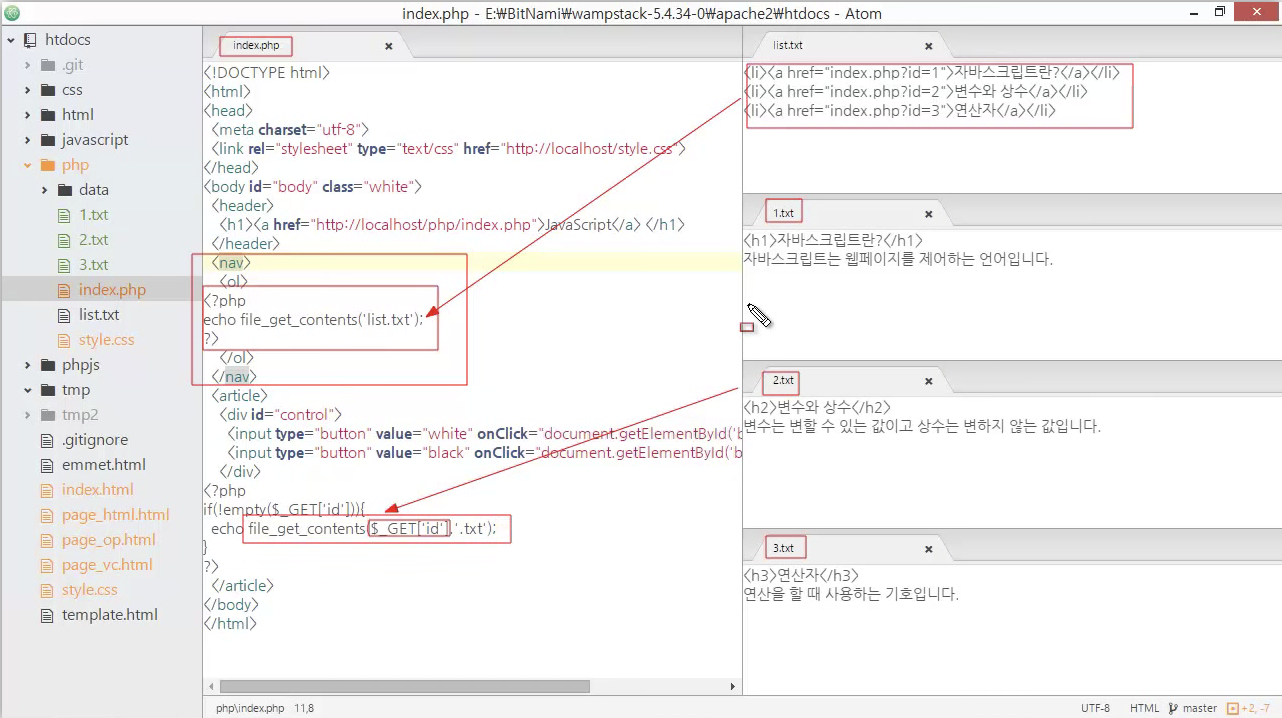 index.php - E:₩BitNami₩wampstack-5.4.34-0₩apache2₩htdocs - Atom
htdocs
.git
css
html
javascript
php
data
1.txt
2.txt
3.txt
index.php
list.txt
style.css
phpjs
tmp
tmp2
.gitignore
emmet.html
index.html
page_html.html
page_op.html
page_vc.html
style.css
template.html
index.php
<!DOCTYPE html>
<html>
<head>
<meta charset="utf-8">
<link rel="stylesheet" type="text/css" href="http://localhost/style.css">
</head>
<body id="body" class="white">
<header>
<h1><a href="http://localhost/php/index.php">JavaScript</a> </h1>
</header>
<nav>
<ol>
<?php
echo file_get_contents('list.txt');
?>
</ol>
</nav>
<article>
<div id="control">
<input type="button" value="white" onClick="document.getElementById('b
<input type="button" value="black" onClick="document.getElementById('b
</div>
<?php
if(!empty($_GET['id'])){
echo file_get_contents($_GET['id'].'.txt');
}
?>
</article>
</body>
</html>
list.txt
<li><a href="index.php?id=1">자바스크립트란?</a></li>
<li><a href="index.php?id=2">변수와 상수</a></li>
<li><a href="index.php?id=3">연산자</a></li>
1.txt
<h1>자바스크립트란?</h1>
자바스크립트는 웹페이지를 제어하는 언어입니다.
2.txt
<h2>변수와 상수</h2>
변수는 변할 수 있는 값이고 상수는 변하지 않는 값입니다.
3.txt
<h3>연산자</h3>
연산을 할 때 사용하는 기호입니다.
php\index.php 11,8
UTF-8 HTML master +2, -7